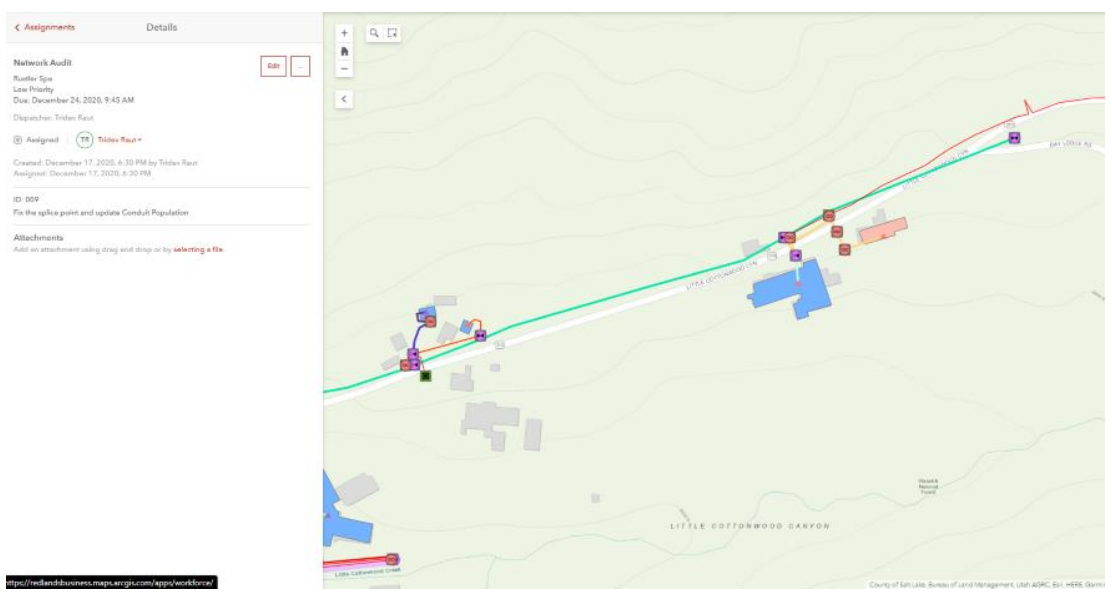 Assignments
Details
Network Audit
Edit
...
Rustler Spa
Low Priority
Due: December 24, 2020, 9:45 AM
Dispatcher: Tridev Raut
Assigned
TR
Tridev Raut
Created: December 17, 2020, 6:30 PM by Tridev Raut
Assigned: December 17, 2020, 6:30 PM
ID: 009
Fix the splice point and update Conduit Population
Attachments
Add an attachment using drag and drop or by selecting a file
LITTLE COTTONWOOD CYN
LITTLE COTTONWOOD CANYON
Little Cottonwood Creek
https://redlandsbusiness.maps.arcgis.com/apps/workforce/
County of Salt Lake, Bureau of Land Management, Utah AGRC, Esri, HERE, Garmin